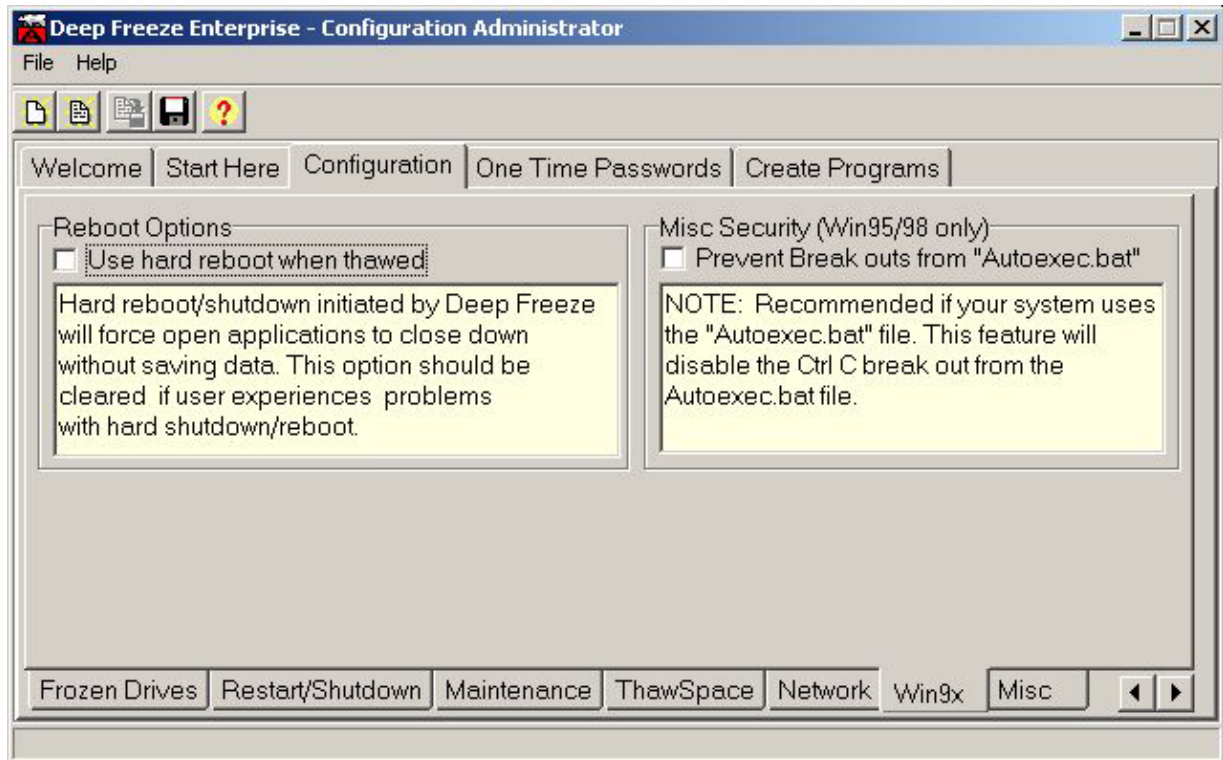 Deep Freeze Enterprise - Configuration Administrator
File Help
Welcome Start Here Configuration One Time Passwords Create Programs
Reboot Options
Use hard reboot when thawed
Hard reboot/shutdown initiated by Deep Freeze
will force open applications to close down
without saving data. This option should be
cleared if user experiences problems
with hard shutdown/reboot.
Misc Security (Win95/98 only)
Prevent Break outs from "Autoexec.bat"
NOTE: Recommended if your system uses
the "Autoexec.bat" file. This feature will
disable the Ctrl C break out from the
Autoexec.bat file.
Frozen Drives Restart/Shutdown Maintenance ThawSpace Network Win9x Misc